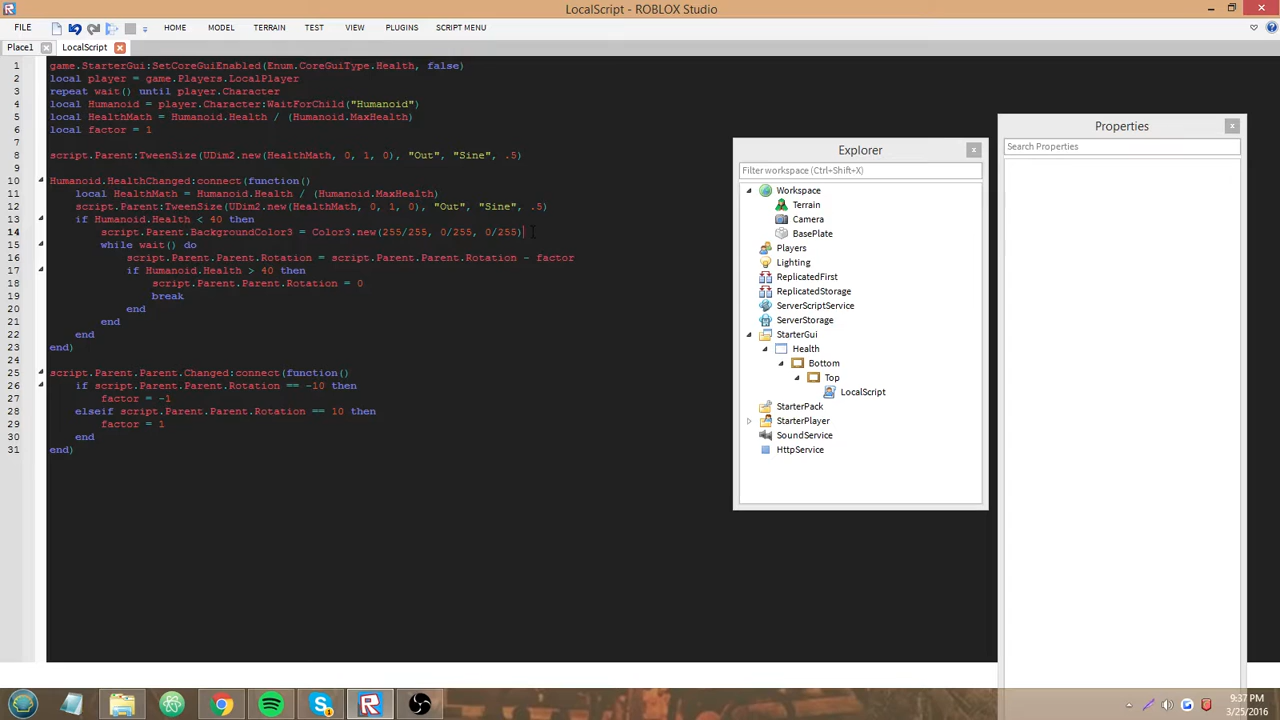 LocalScript - ROBLOX Studio
FILE HOME MODEL TERRAIN TEST VIEW PLUGINS SCRIPT MENU
Place1 LocalScript
1 game.StarterGui:SetCoreGuiEnabled(Enum.CoreGuiType.Health, false)
2 local player = game.Players.LocalPlayer
3 repeat wait() until player.Character
4 local Humanoid = player.Character:WaitForChild("Humanoid")
5 local HealthMath = Humanoid.Health / (Humanoid.MaxHealth)
6 local factor = 1
7
8 script.Parent:TweenSize(UDim2.new(HealthMath, 0, 1, 0), "Out", "Sine", .5)
9
10 Humanoid.HealthChanged:connect(function()
11 local HealthMath = Humanoid.Health / (Humanoid.MaxHealth)
12 script.Parent:TweenSize(UDim2.new(HealthMath, 0, 1, 0), "Out", "Sine", .5)
13 if Humanoid.Health < 40 then
14 script.Parent.BackgroundColor3 = Color3.new(255/255, 0/255, 0/255)
15 while wait() do
16 script.Parent.Parent.Rotation = script.Parent.Parent.Rotation - factor
17 if Humanoid.Health > 40 then
18 script.Parent.Parent.Rotation = 0
19 break
20 end
21 end
22 end
23 end)
24
25 script.Parent.Parent.Changed:connect(function()
26 if script.Parent.Parent.Rotation == -10 then
27 factor = -1
28 elseif script.Parent.Parent.Rotation == 10 then
29 factor = 1
30 end
31 end)
Explorer
Filter workspace (Ctrl+Shift+X)
Workspace
Terrain
Camera
BasePlate
Players
Lighting
ReplicatedFirst
ReplicatedStorage
ServerScriptService
ServerStorage
StarterGui
Health
Bottom
Top
LocalScript
StarterPack
StarterPlayer
SoundService
HttpService
Properties
Search Properties
9:37 PM
3/25/2016